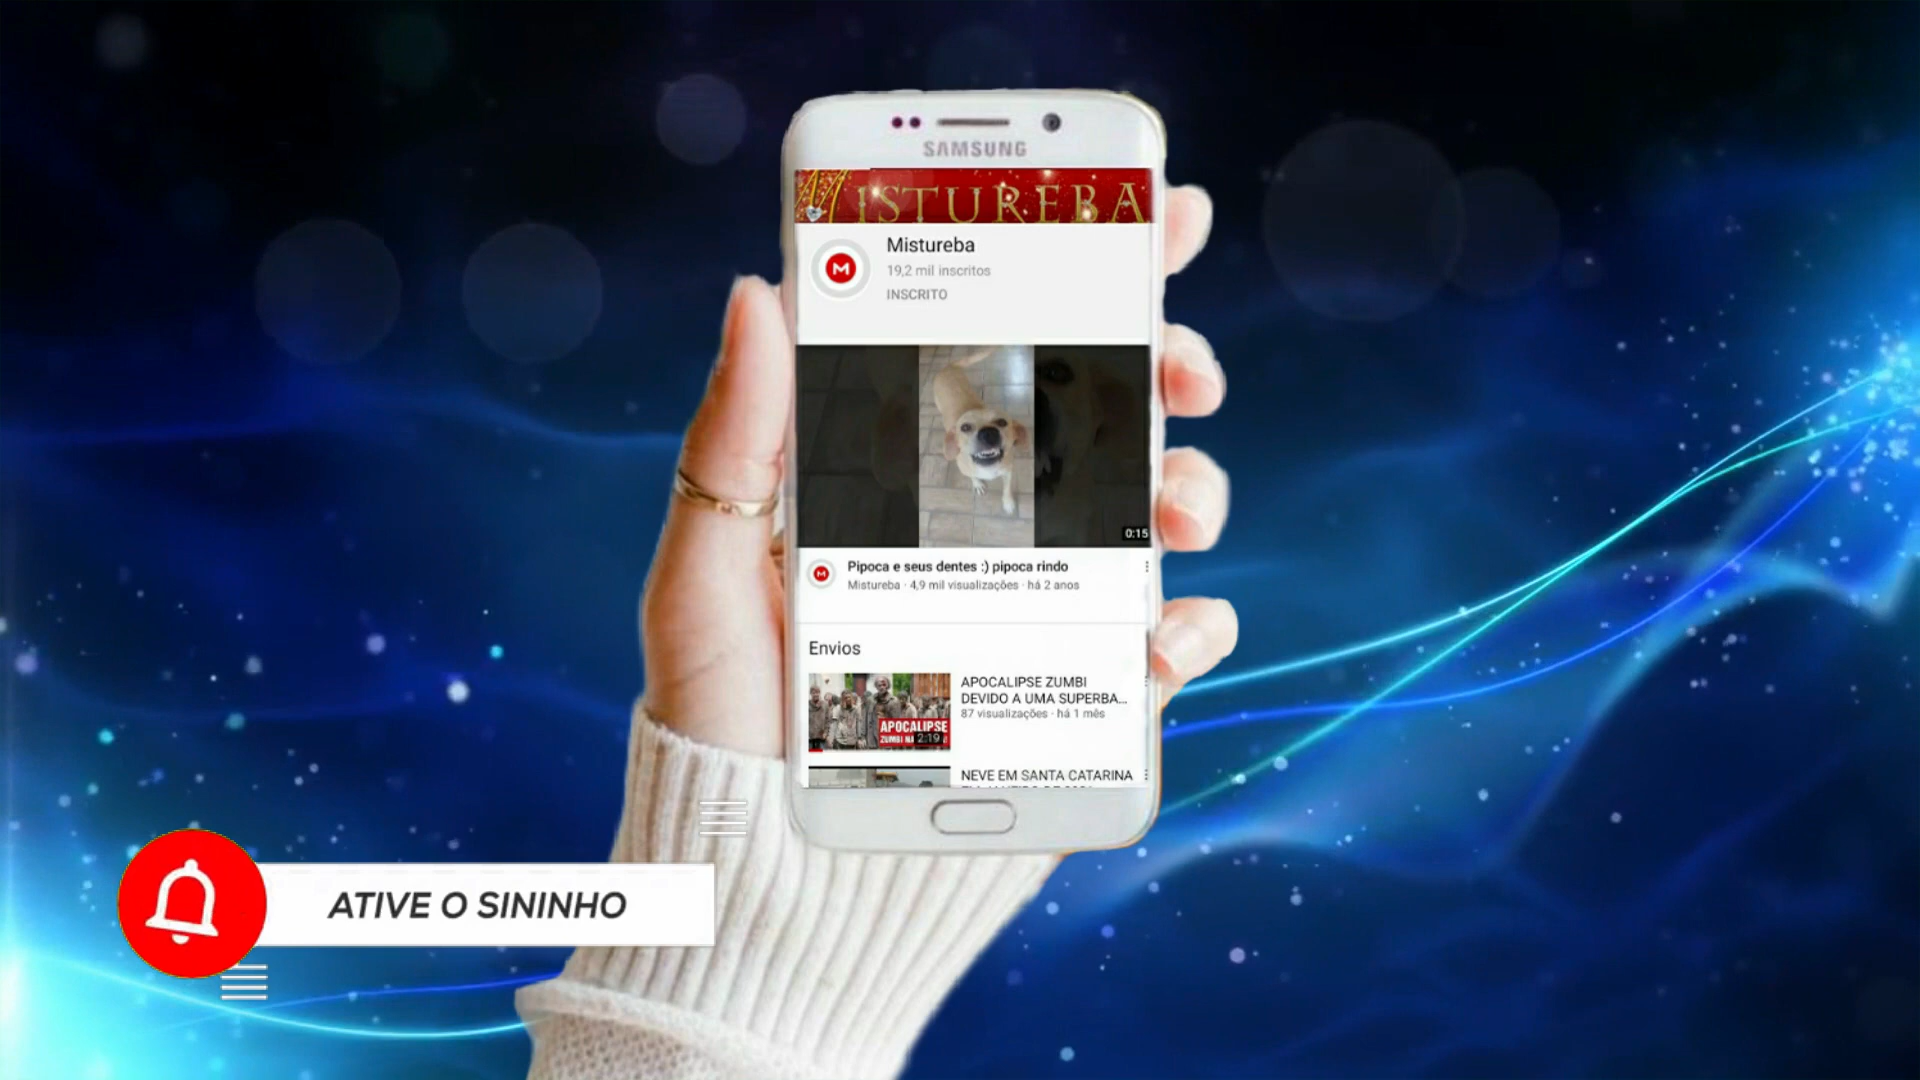 SAMSUNG
MISTUREBA
Mistureba
19,2 mil inscritos
INSCRITO
0:15
Pipoca e seus dentes :) pipoca rindo
Mistureba · 4,9 mil visualizações · há 2 anos
Envios
APOCALIPSE ZUMBI
DEVIDO A UMA SUPERBA...
87 visualizações · há 1 mês
APOCALIPSE
ZUMBI
2:19
NEVE EM SANTA CATARINA
ATIVE O SININHO